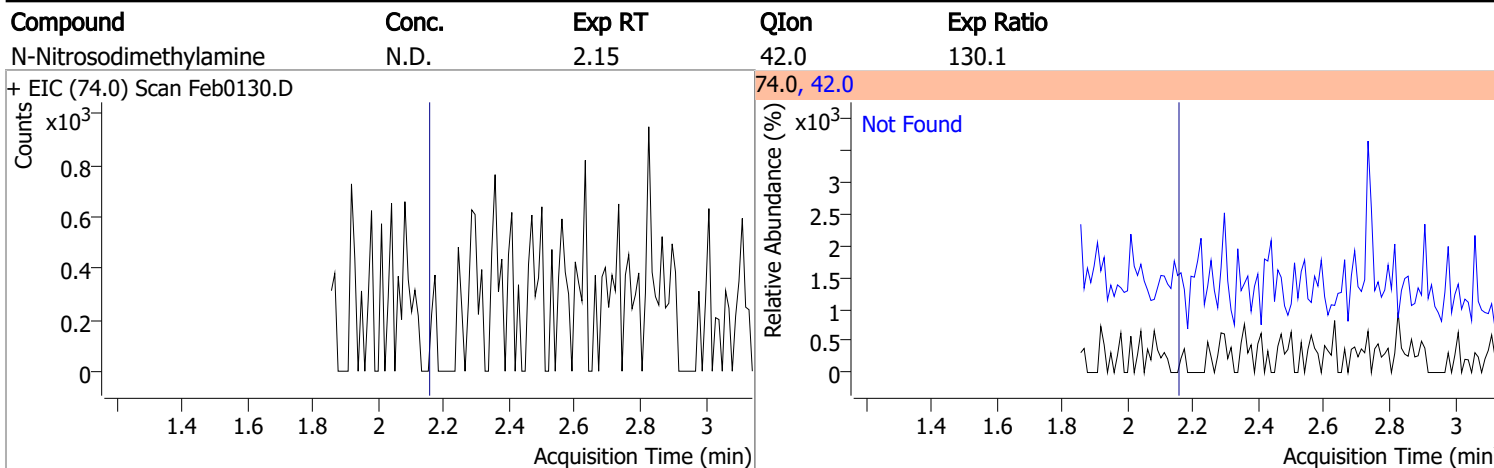 Compound Conc. Exp RT QIon Exp Ratio
N-Nitrosodimethylamine N.D. 2.15 42.0 130.1
+ EIC (74.0) Scan Feb0130.D
Counts
x10³
0.8
0.6
0.4
0.2
0
1.4 1.6 1.8 2 2.2 2.4 2.6 2.8 3
Acquisition Time (min)
74.0, 42.0
Relative Abundance (%)
x10³
Not Found
3
2.5
2
1.5
1
0.5
0
1.4 1.6 1.8 2 2.2 2.4 2.6 2.8 3
Acquisition Time (min